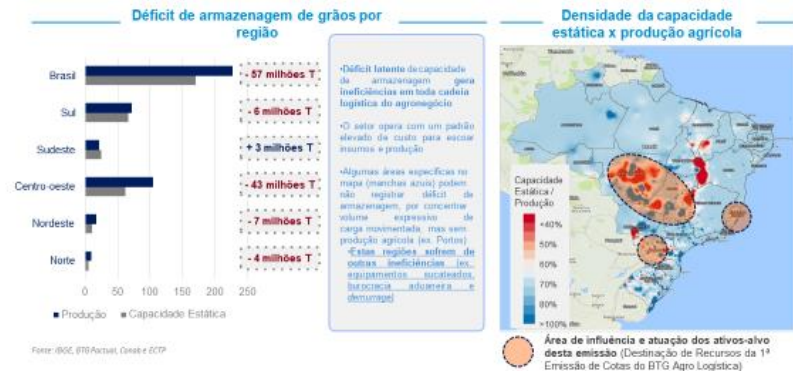 Déficit de armazenagem de grãos por
região
Brasil
Sul
Sudeste
Centro-oeste
Nordeste
Norte
- 57 milhões T
- 6 milhões T
+ 3 milhões T
- 43 milhões T
- 7 milhões T
- 4 milhões T
0 50 100 150 200 250
Produção Capacidade Estática
Fonte: IBGE, BTG Pactual, Conab e ECTP
•Déficit latente de capacidade
de armazenagem gera
ineficiências em toda cadeia
logística do agronegócio
•O setor opera com um padrão
elevado de custo para escoar
insumos e produção
•Algumas áreas específicas no
mapa (manchas azuis) podem
não registrar déficit de
armazenagem, por concentrar
volume expressivo de
carga movimentada, mas sem
produção agrícola (ex. Portos)
•Estas regiões sofrem de
outras ineficiências (ex.
equipamentos sucateados,
burocracia aduaneira e
demurrage)
Densidade da capacidade
estática x produção agrícola
Capacidade
Estática /
Produção
<40%
60%
70%
80%
>100%
Área de influência e atuação dos ativos-alvo
desta emissão (Destinação de Recursos da 1ª
Emissão de Cotas do BTG Agro Logística)